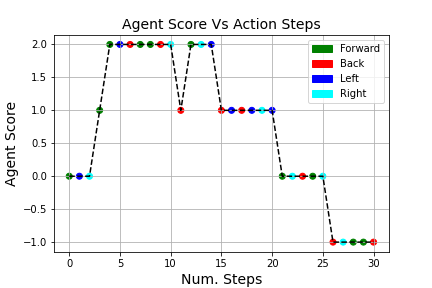 Agent Score Vs Action Steps
Agent Score
2.0
1.5
1.0
0.5
0.0
−0.5
−1.0
Forward
Back
Left
Right
0 5 10 15 20 25 30
Num. Steps